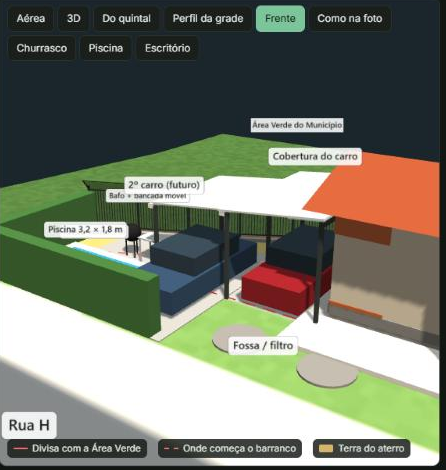 Aérea 3D Do quintal Perfil da grade Frente Como na foto
Churrasco Piscina Escritório
Área Verde do Município
Cobertura do carro
2º carro (futuro)
Bafo + bancada móvel
Piscina 3,2 × 1,8 m
Fossa / filtro
Rua H
Divisa com a Área Verde Onde começa o barranco Terra do aterro